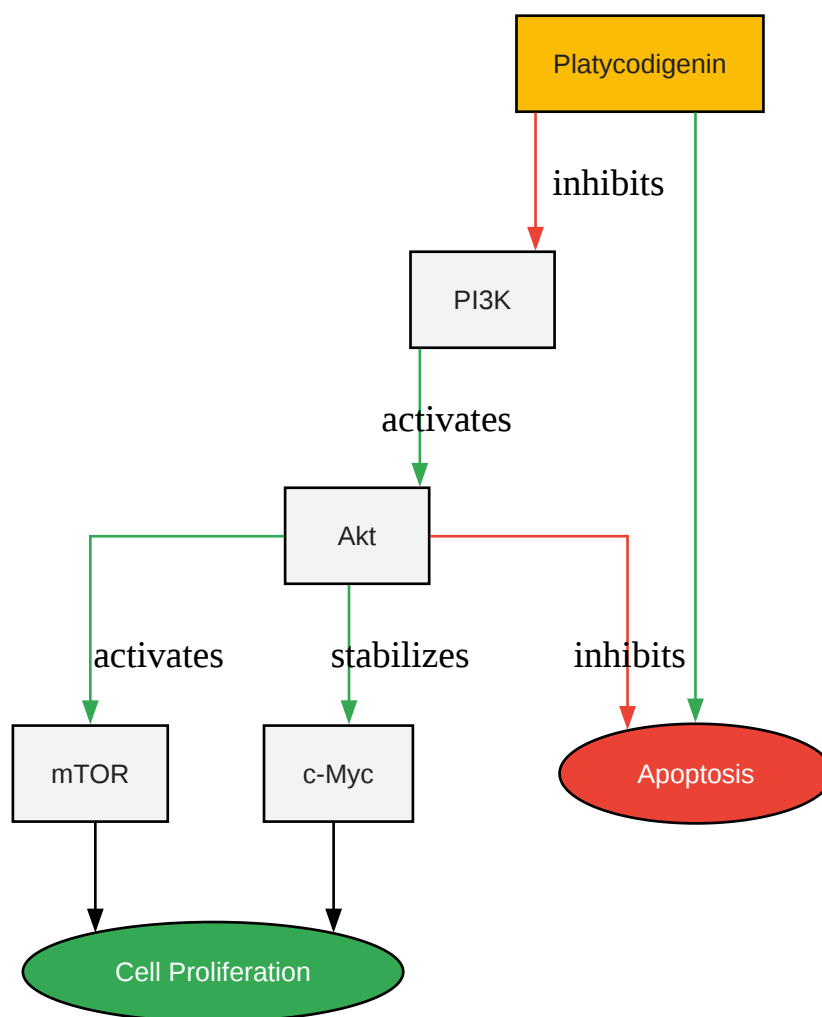 Platycodigenin
inhibits
PI3K
activates
Akt
activates
stabilizes
inhibits
mTOR
c-Myc
Apoptosis
Cell Proliferation